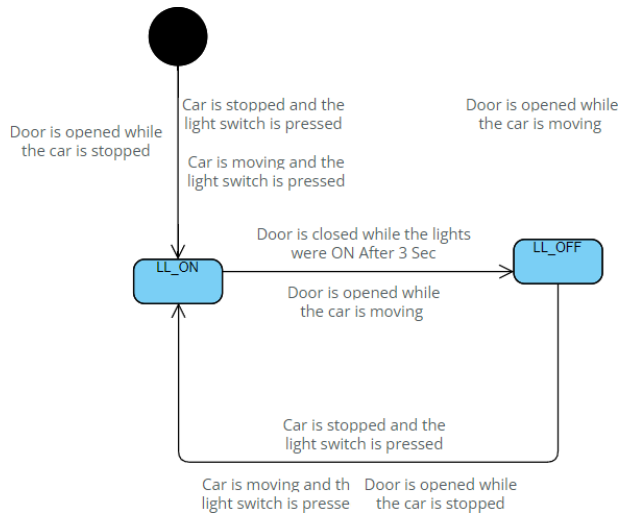 Car is stopped and the
light switch is pressed
Door is opened while
the car is moving
Door is opened while
the car is stopped
Car is moving and the
light switch is pressed
Door is closed while the lights
were ON After 3 Sec
LL_ON
LL_OFF
Door is opened while
the car is moving
Car is stopped and the
light switch is pressed
Car is moving and th
light switch is presse
Door is opened while
the car is stopped